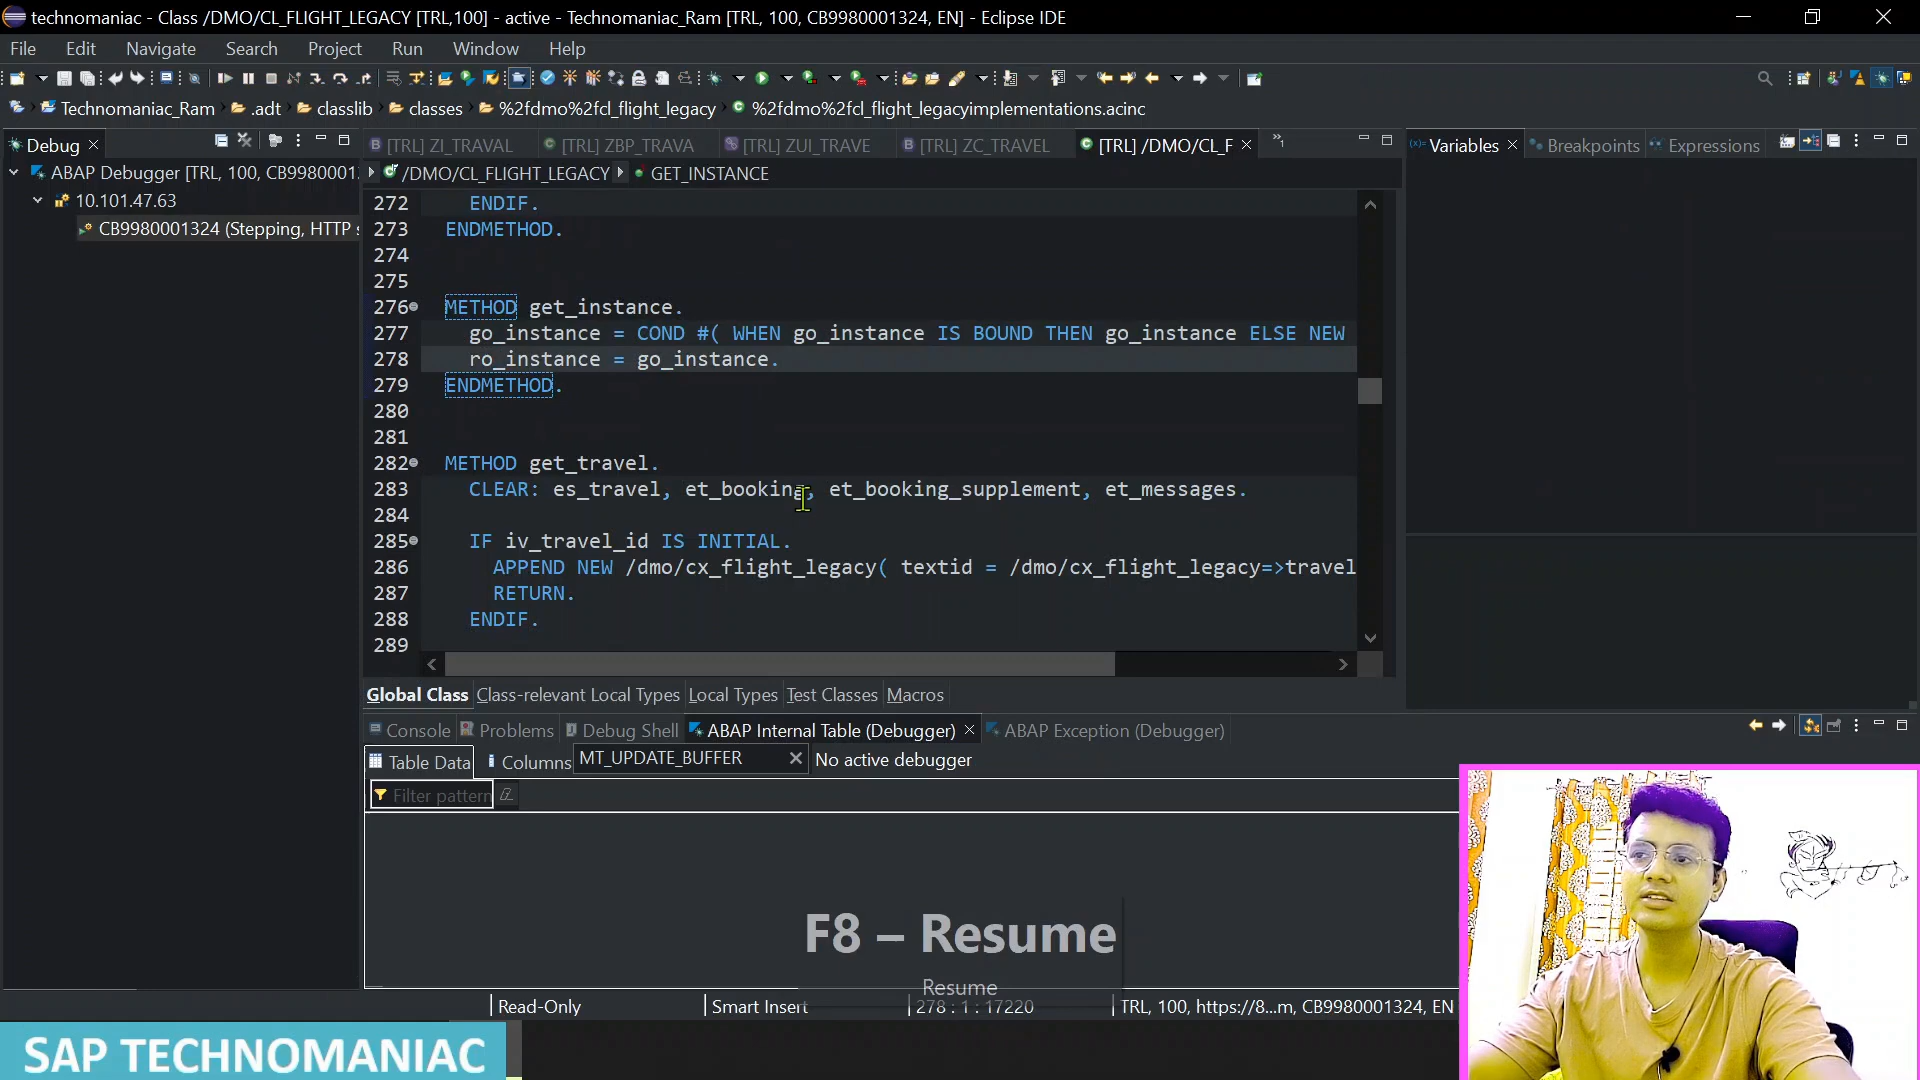 technomaniac - Class /DMO/CL_FLIGHT_LEGACY [TRL,100] - active - Technomaniac_Ram [TRL, 100, CB9980001324, EN] - Eclipse IDE
File Edit Navigate Search Project Run Window Help
Technomaniac_Ram .adt classlib classes %2fdmo%2fcl_flight_legacy %2fdmo%2fcl_flight_legacyimplementations.acinc
Debug
[TRL] ZI_TRAVAL [TRL] ZBP_TRAVA [TRL] ZUI_TRAVE [TRL] ZC_TRAVEL [TRL] /DMO/CL_F 1
Variables Breakpoints Expressions
ABAP Debugger [TRL, 100, CB998000132
10.101.47.63
CB9980001324 (Stepping, HTTP s
/DMO/CL_FLIGHT_LEGACY GET_INSTANCE
272 ENDIF.
273 ENDMETHOD.
274
275
276 METHOD get_instance.
277 go_instance = COND #( WHEN go_instance IS BOUND THEN go_instance ELSE NEW
278 ro_instance = go_instance.
279 ENDMETHOD.
280
281
282 METHOD get_travel.
283 CLEAR: es_travel, et_booking, et_booking_supplement, et_messages.
284
285 IF iv_travel_id IS INITIAL.
286 APPEND NEW /dmo/cx_flight_legacy( textid = /dmo/cx_flight_legacy=>travel
287 RETURN.
288 ENDIF.
289
Global Class Class-relevant Local Types Local Types Test Classes Macros
Console Problems Debug Shell ABAP Internal Table (Debugger) ABAP Exception (Debugger)
Table Data Columns MT_UPDATE_BUFFER No active debugger
Filter pattern
F8 – Resume
Resume
Read-Only Smart Insert 278 : 1 : 17220 TRL, 100, https://8...m, CB9980001324, EN
SAP TECHNOMANIAC